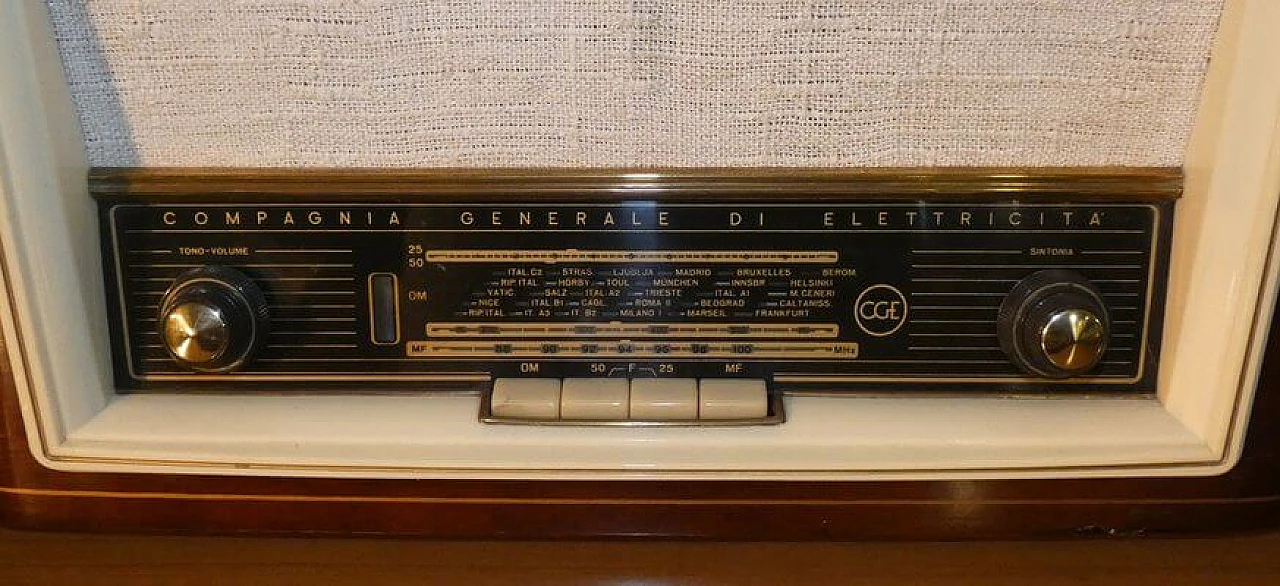 COMPAGNIA GENERALE DI ELETTRICITA'
TONO-VOLUME
SINTONIA
25
50
ITAL. C2 STRAS LJUBLJA MADRID BRUXELLES BEROM.
RIP. ITAL HÖRBY TOUL MÜNCHEN INNSBR HELSINKI
OM
VATIC. SALZ ITAL. A2 TRIESTE ITAL. A1 M. CENERI
NICE ITAL. B1 CAGL. ROMA II BEOGRAD CALTANISS.
RIP. ITAL IT. A3 IT. B2 MILANO I MARSEIL FRANKFURT
CGE
MF 88 90 92 94 96 98 100 MHz
OM 50 F 25 MF